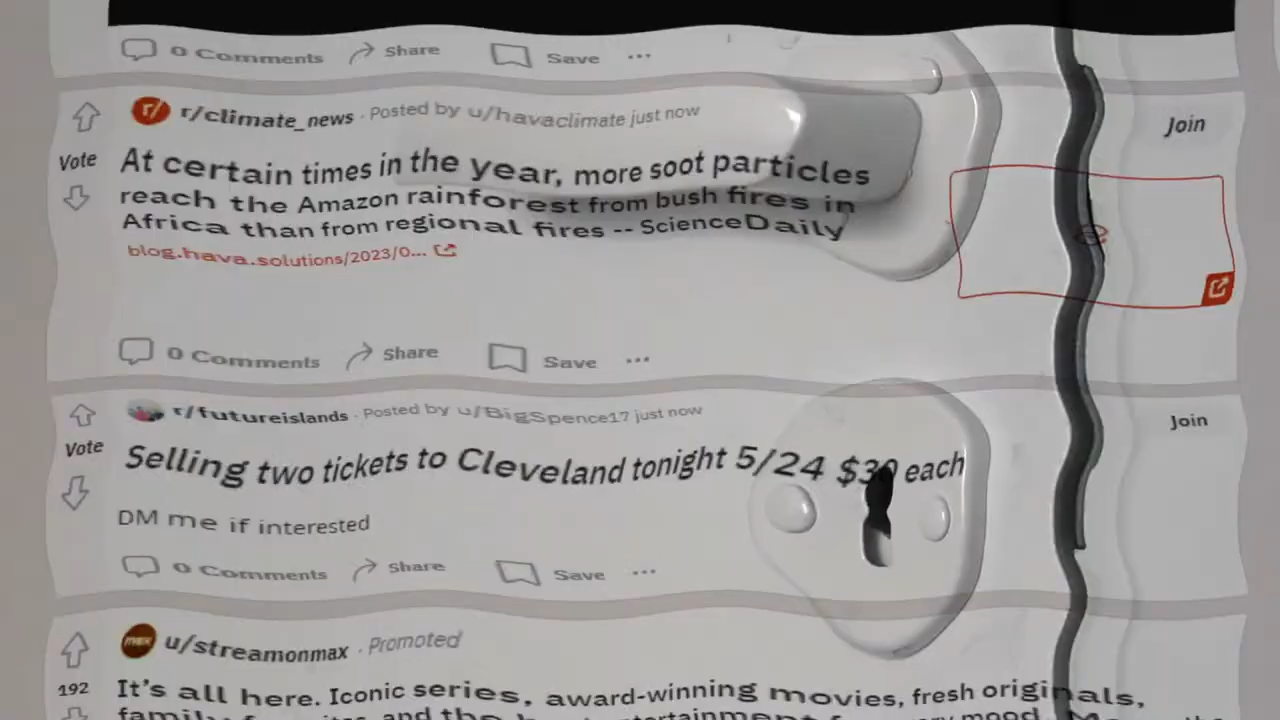 0 Comments Share Save ...
r/climate_news · Posted by u/havaclimate just now
Join
Vote
At certain times in the year, more soot particles
reach the Amazon rainforest from bush fires in
Africa than from regional fires -- ScienceDaily
blog.hava.solutions/2023/0...
0 Comments Share Save ...
r/futureislands · Posted by u/BigSpence17 just now
Join
Vote
Selling two tickets to Cleveland tonight 5/24 $30 each
DM me if interested
0 Comments Share Save ...
max u/streamonmax · Promoted
192
It's all here. Iconic series, award-winning movies, fresh originals,
and the